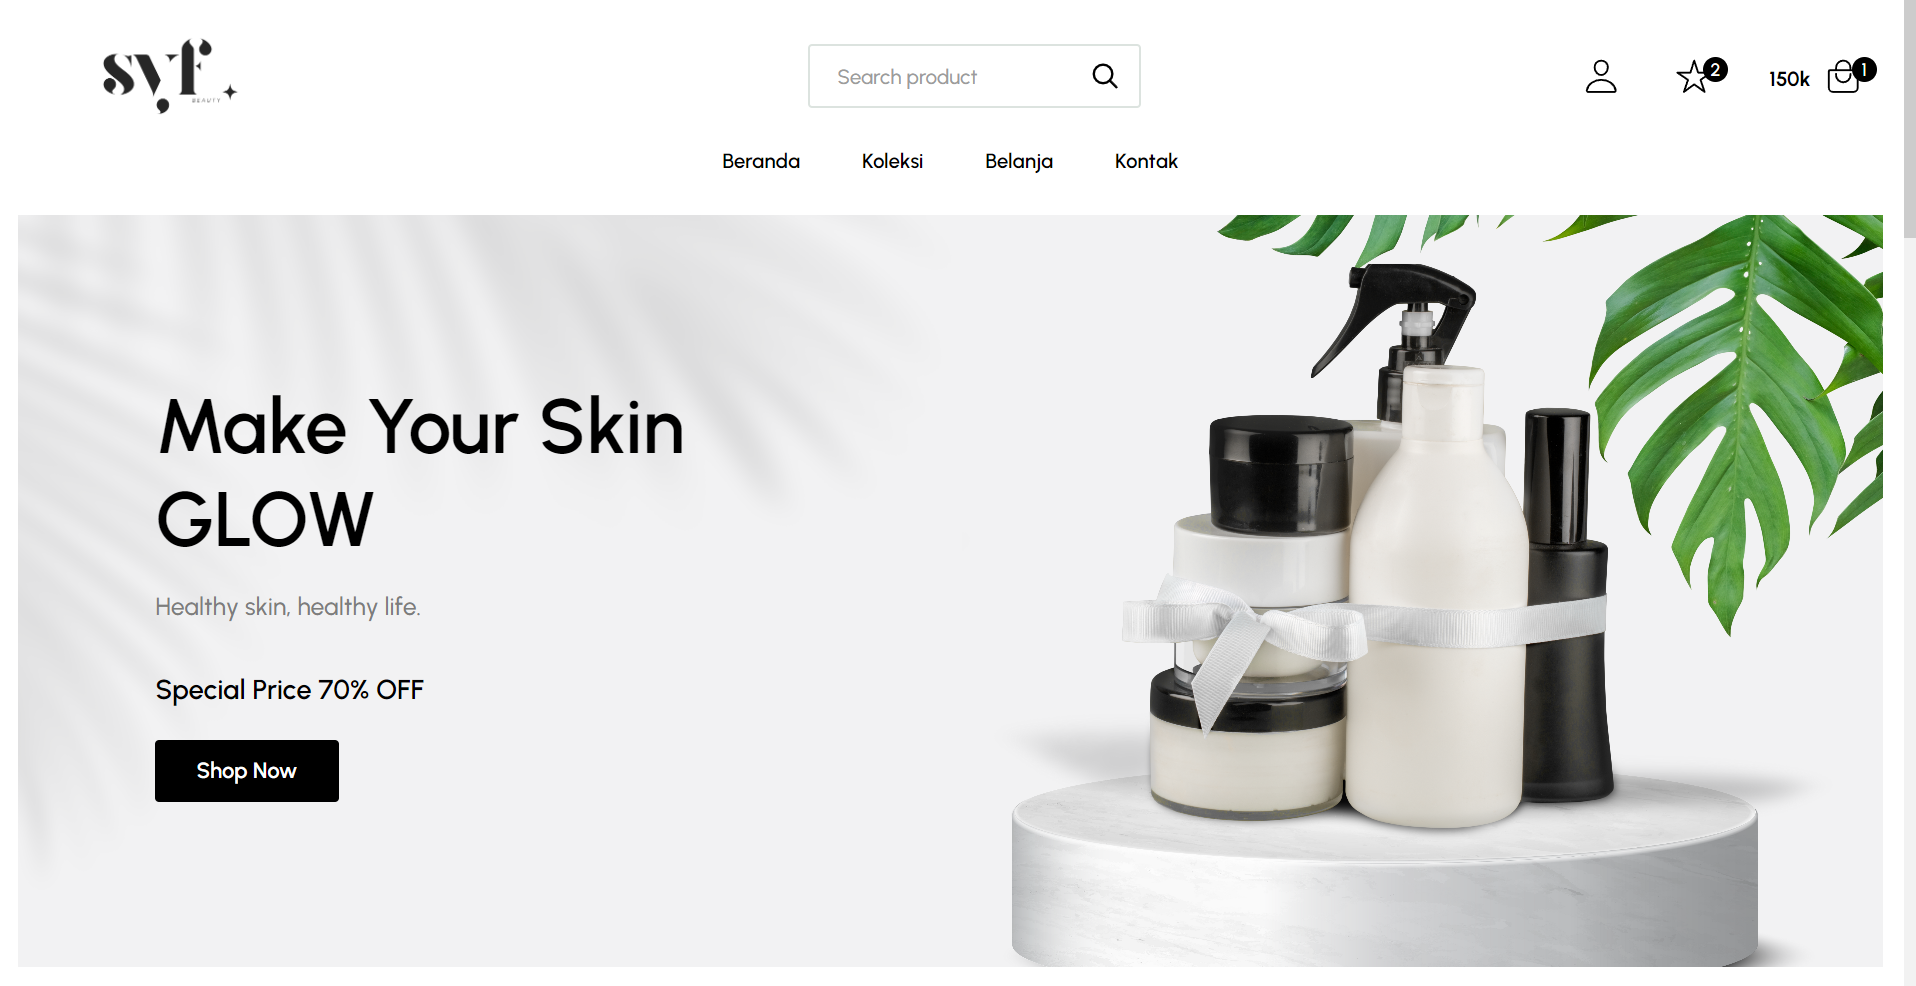 syf
BEAUTY
Search product
2
150k
1
Beranda Koleksi Belanja Kontak
Make Your Skin
GLOW
Healthy skin, healthy life.
Special Price 70% OFF
Shop Now